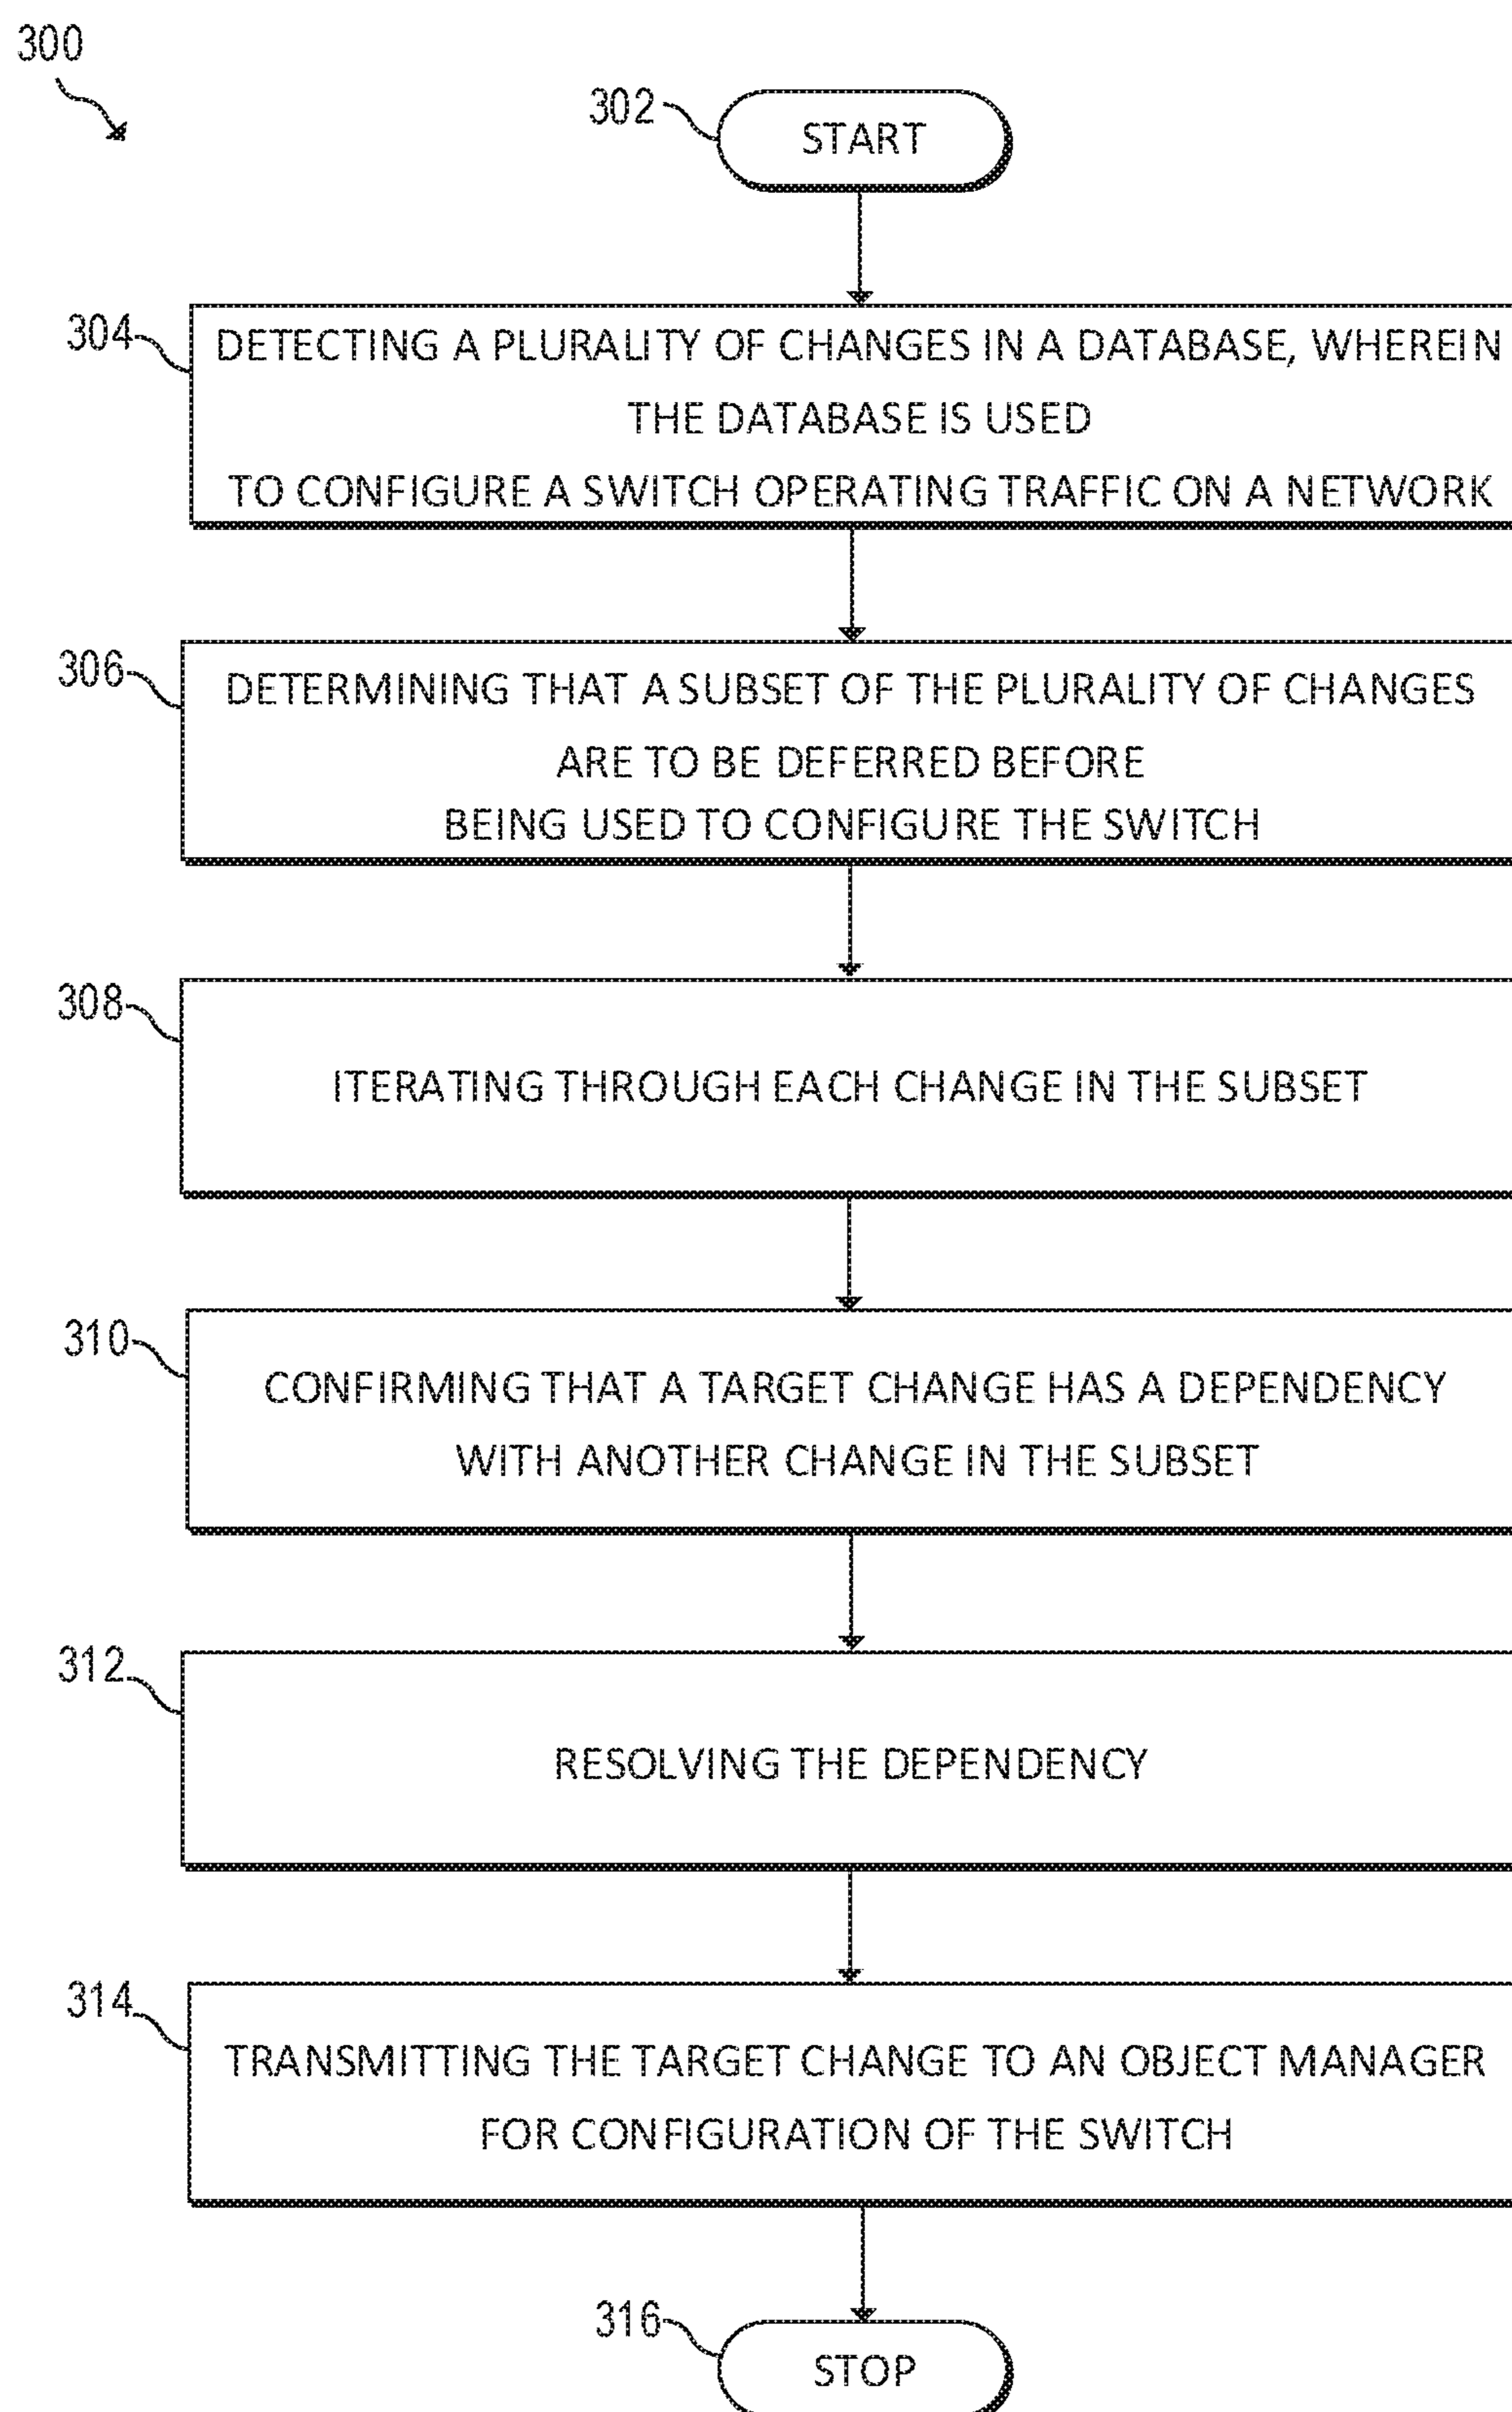 300
302
START
304
DETECTING A PLURALITY OF CHANGES IN A DATABASE, WHEREIN
THE DATABASE IS USED
TO CONFIGURE A SWITCH OPERATING TRAFFIC ON A NETWORK
306
DETERMINING THAT A SUBSET OF THE PLURALITY OF CHANGES
ARE TO BE DEFERRED BEFORE
BEING USED TO CONFIGURE THE SWITCH
308
ITERATING THROUGH EACH CHANGE IN THE SUBSET
310
CONFIRMING THAT A TARGET CHANGE HAS A DEPENDENCY
WITH ANOTHER CHANGE IN THE SUBSET
312
RESOLVING THE DEPENDENCY
314
TRANSMITTING THE TARGET CHANGE TO AN OBJECT MANAGER
FOR CONFIGURATION OF THE SWITCH
316
STOP